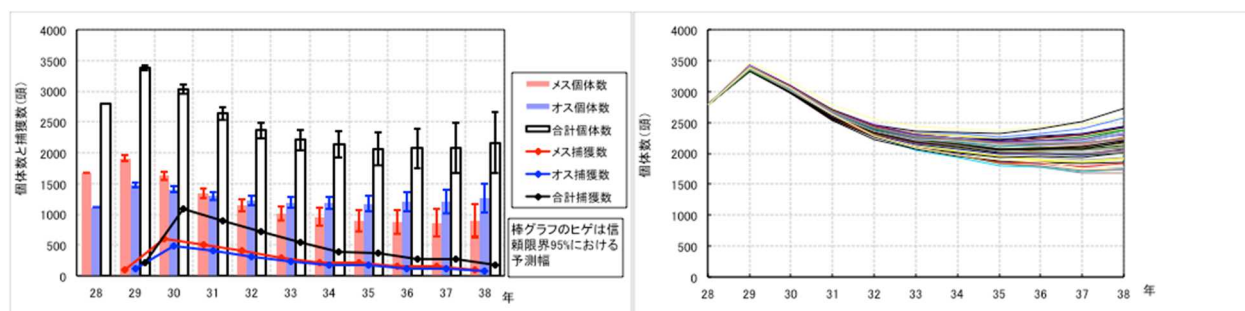 個体数と捕獲数(頭)
4000
3500
3000
2500
2000
1500
1000
500
0
28 29 30 31 32 33 34 35 36 37 38 年
メス個体数
オス個体数
合計個体数
メス捕獲数
オス捕獲数
合計捕獲数
棒グラフのヒゲは信
頼限界95%における
予測幅
個体数(頭)
4000
3500
3000
2500
2000
1500
1000
500
0
28 29 30 31 32 33 34 35 36 37 38 年